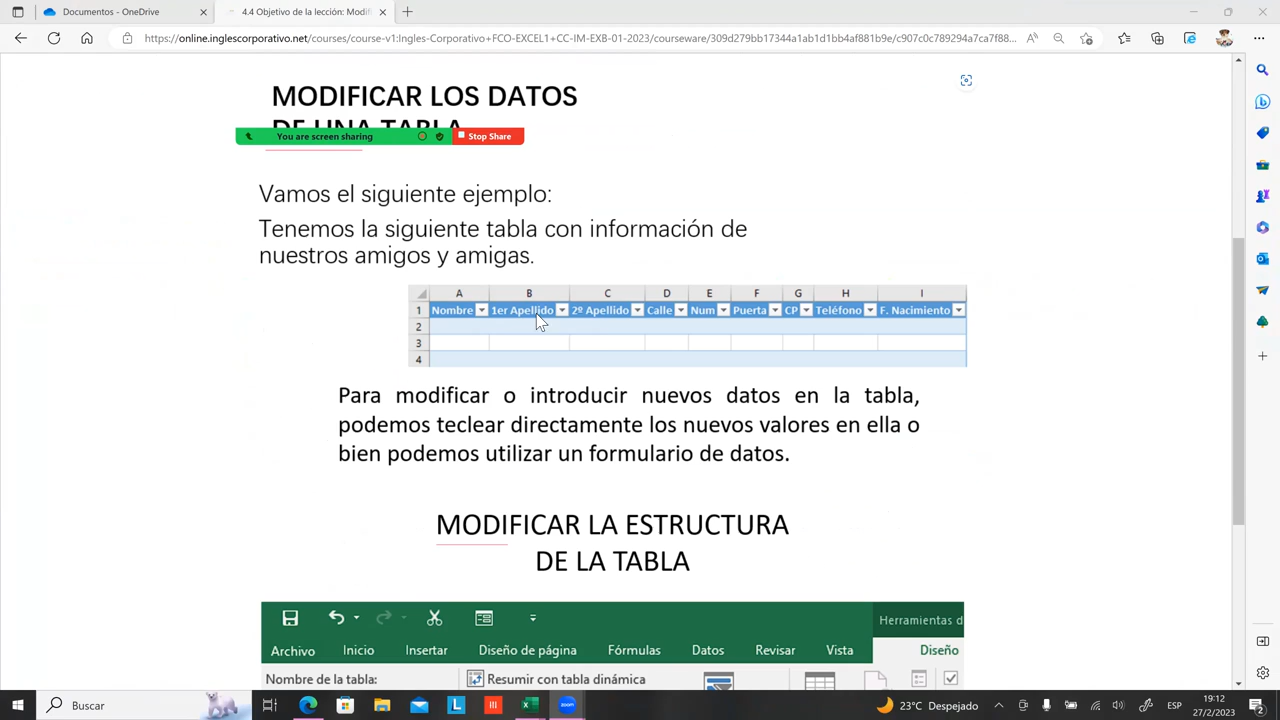 Documentos - OneDrive
4.4 Objetivo de la lección: Modif
https://online.inglescorporativo.net/courses/course-v1:Ingles-Corporativo+FCO-EXCEL1+CC-IM-EXB-01-2023/courseware/309d279bb17344a1ab1d1bb4af881b9e/c907c0c789294a7ca7f88...
MODIFICAR LOS DATOS
DE UNA TABLA
You are screen sharing
Stop Share
Vamos el siguiente ejemplo:
Tenemos la siguiente tabla con información de
nuestros amigos y amigas.
A B C D E F G H I
1 Nombre 1er Apellido 2º Apellido Calle Num Puerta CP Teléfono F. Nacimiento
2
3
4
Para modificar o introducir nuevos datos en la tabla,
podemos teclear directamente los nuevos valores en ella o
bien podemos utilizar un formulario de datos.
MODIFICAR LA ESTRUCTURA
DE LA TABLA
Herramientas d
Archivo Inicio Insertar Diseño de página Fórmulas Datos Revisar Vista Diseño
Nombre de la tabla: Resumir con tabla dinámica
Buscar
23°C Despejado
ESP
19:12
27/2/2023